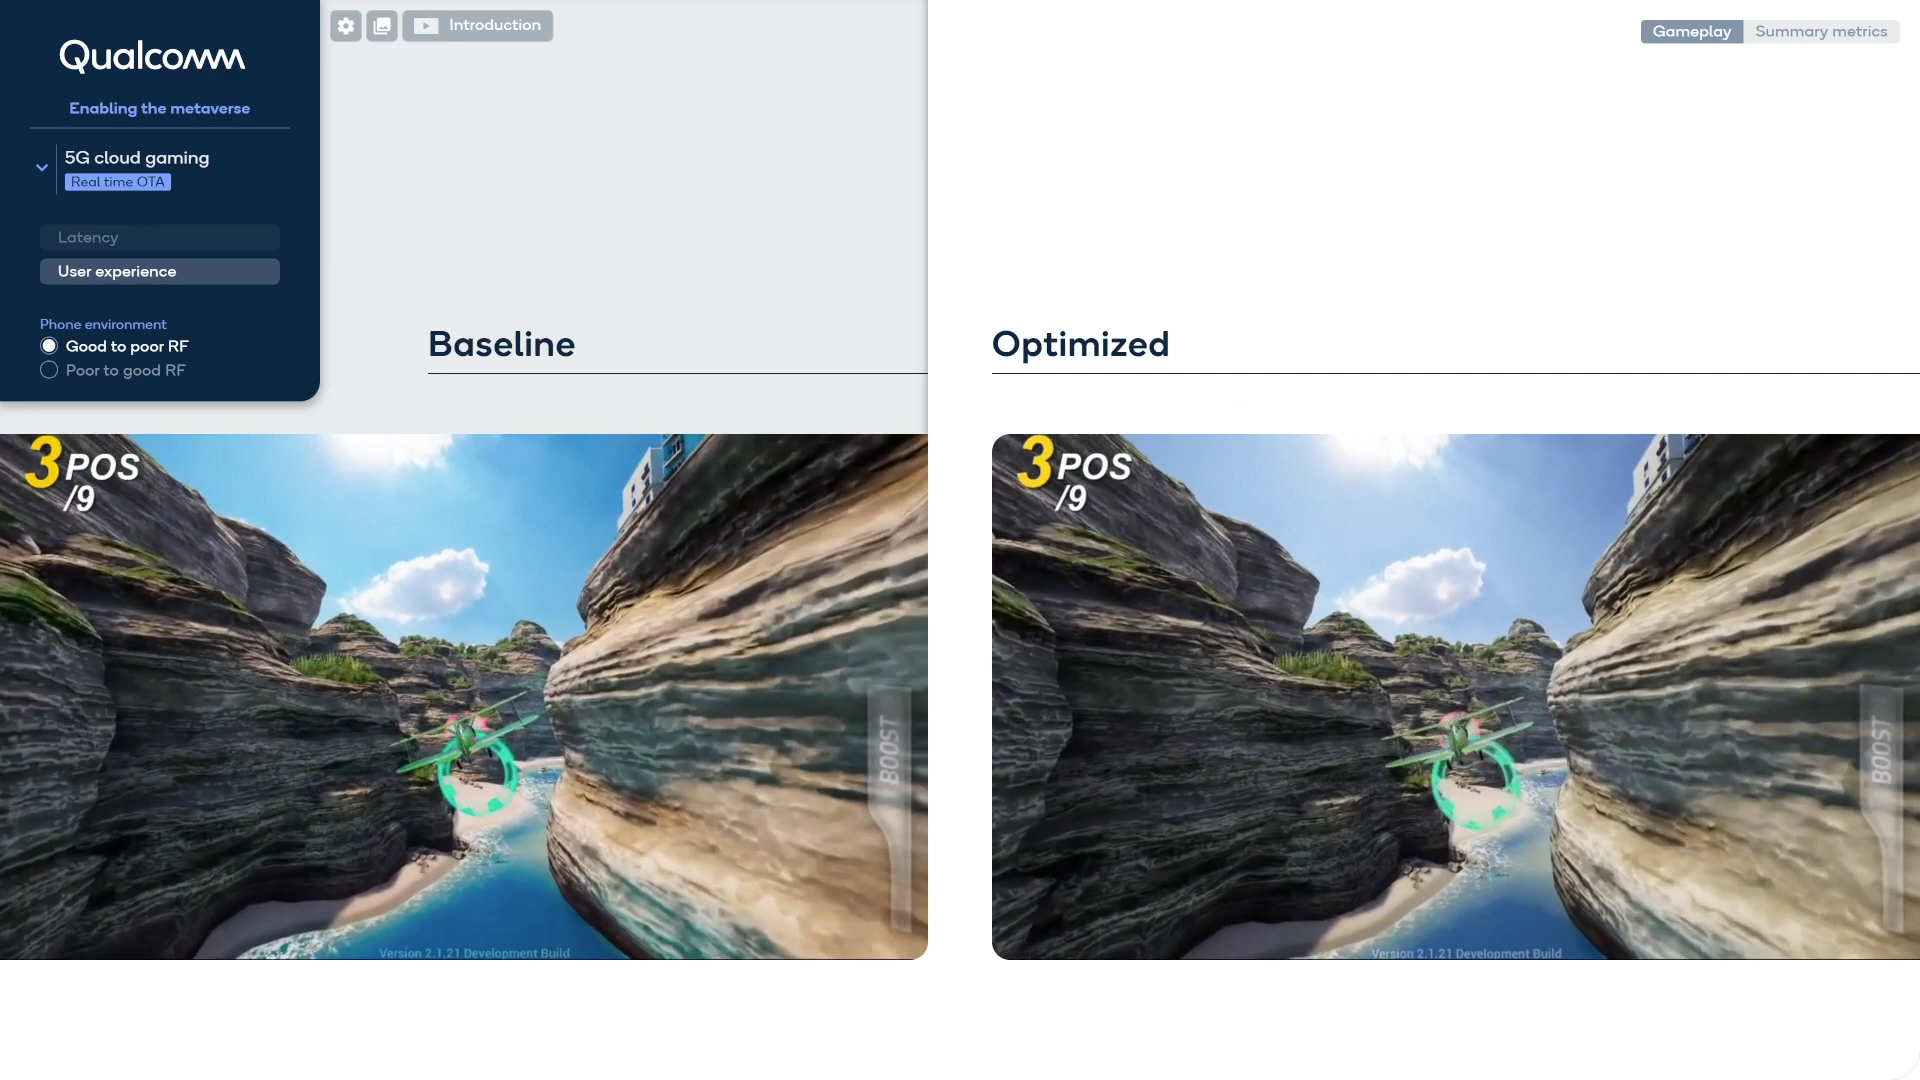 Qualcomm
Enabling the metaverse
5G cloud gaming
Real time OTA
Latency
User experience
Phone environment
Good to poor RF
Poor to good RF
Introduction
Gameplay
Summary metrics
Baseline
Optimized
3 POS
/9
BOOST
Version 2.1.21 Development Build
3 POS
/9
BOOST
Version 2.1.21 Development Build